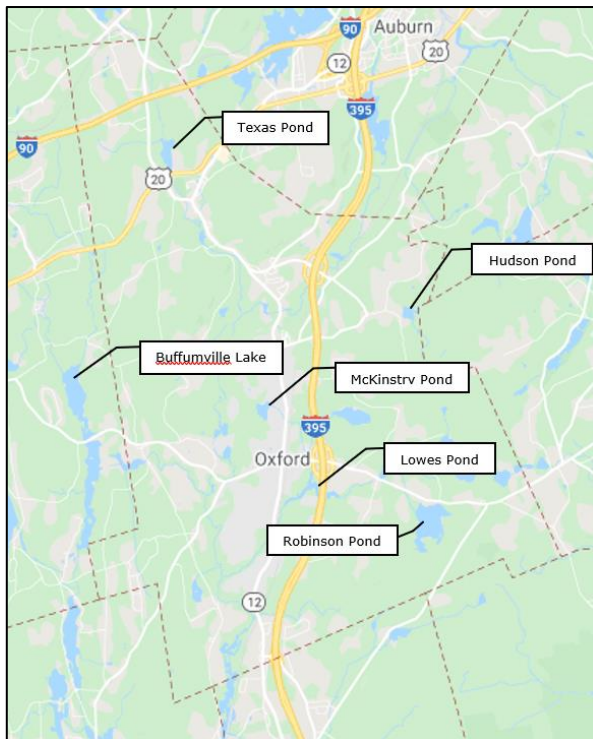 90
Auburn
12
20
395
Texas Pond
90
20
Hudson Pond
Buffumville Lake
McKinstrv Pond
395
Oxford
Lowes Pond
Robinson Pond
12